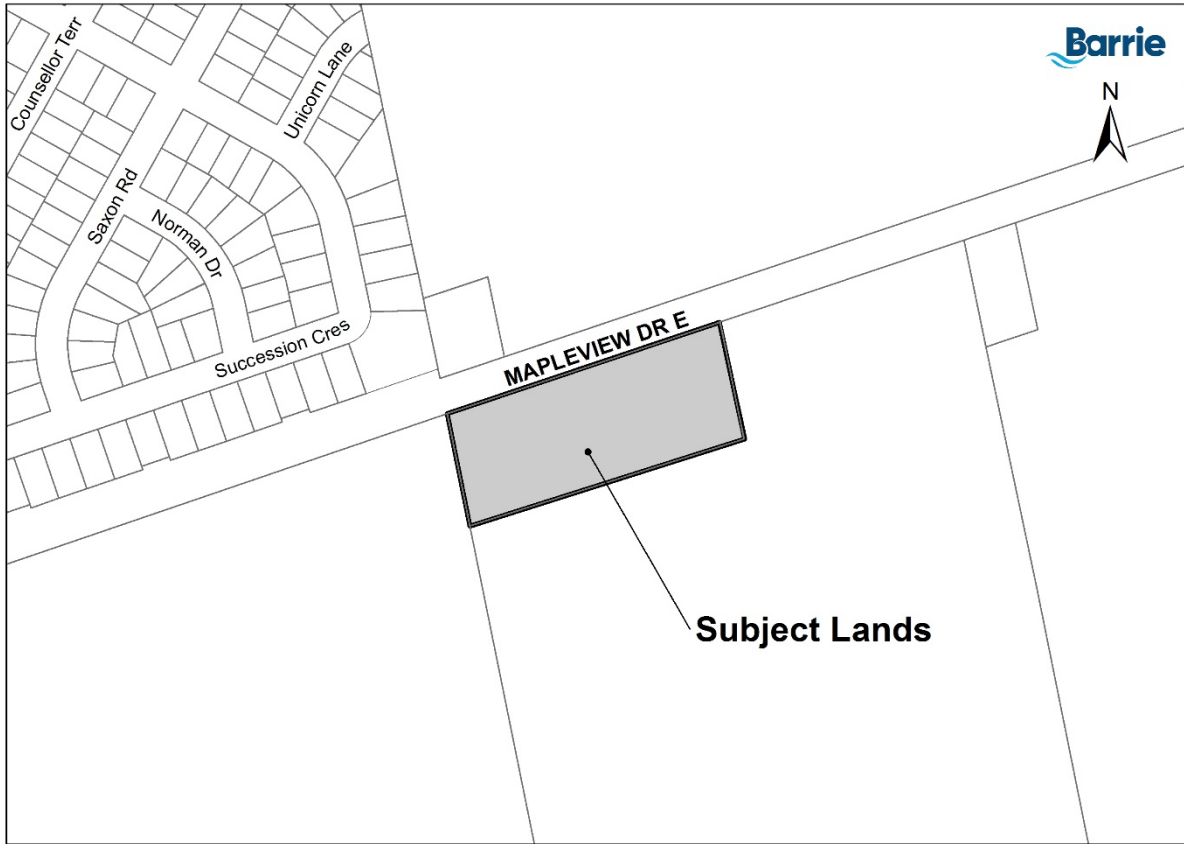 Counsellor Terr
Unicorn Lane
Barrie
N
Saxon Rd
Norman Dr
Succession Cres
MAPLEVIEW DR E
Subject Lands